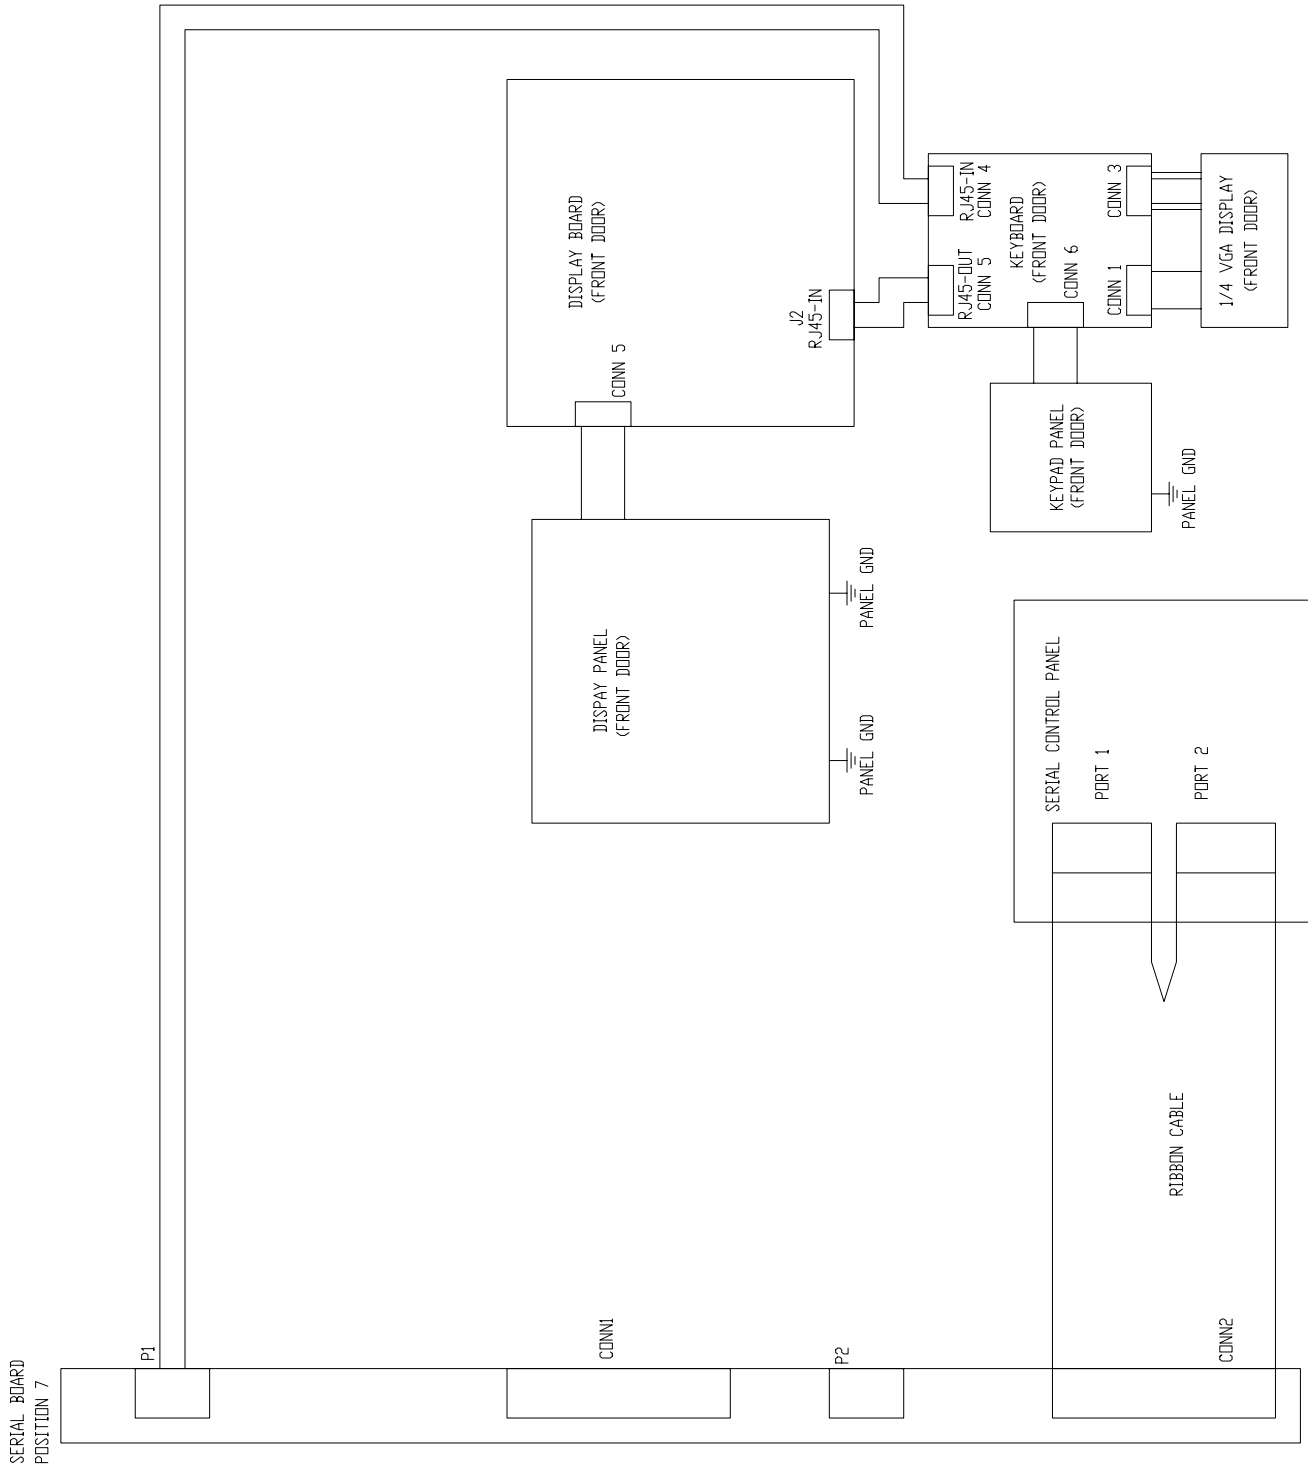 SERIAL BOARD
POSITION 7
P1
CONN1
P2
CONN2
RIBBON CABLE
SERIAL CONTROL PANEL
PORT 1
PORT 2
DISPAY PANEL
(FRONT DOOR)
PANEL GND
PANEL GND
DISPLAY BOARD
(FRONT DOOR)
CONN 5
J2
RJ45-IN
RJ45-OUT
CONN 5
RJ45-IN
CONN 4
KEYBOARD
(FRONT DOOR)
CONN 6
CONN 1
CONN 3
1/4 VGA DISPLAY
(FRONT DOOR)
KEYPAD PANEL
(FRONT DOOR)
PANEL GND